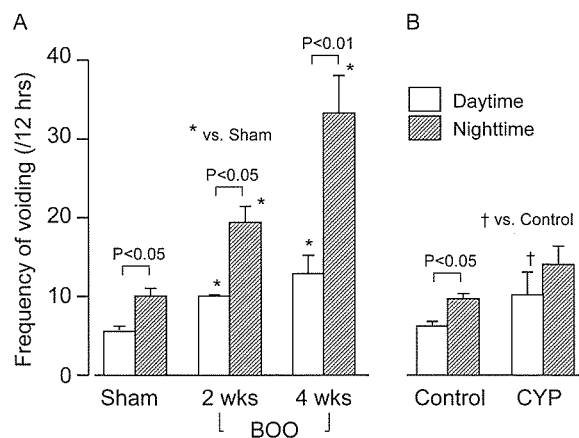 A
B
Frequency of voiding (/12 hrs)
40
30
20
10
0
P<0.01
*
* vs. Sham
P<0.05
*
P<0.05
*
*
Sham
2 wks
4 wks
BOO
Daytime
Nighttime
† vs. Control
P<0.05
†
Control
CYP